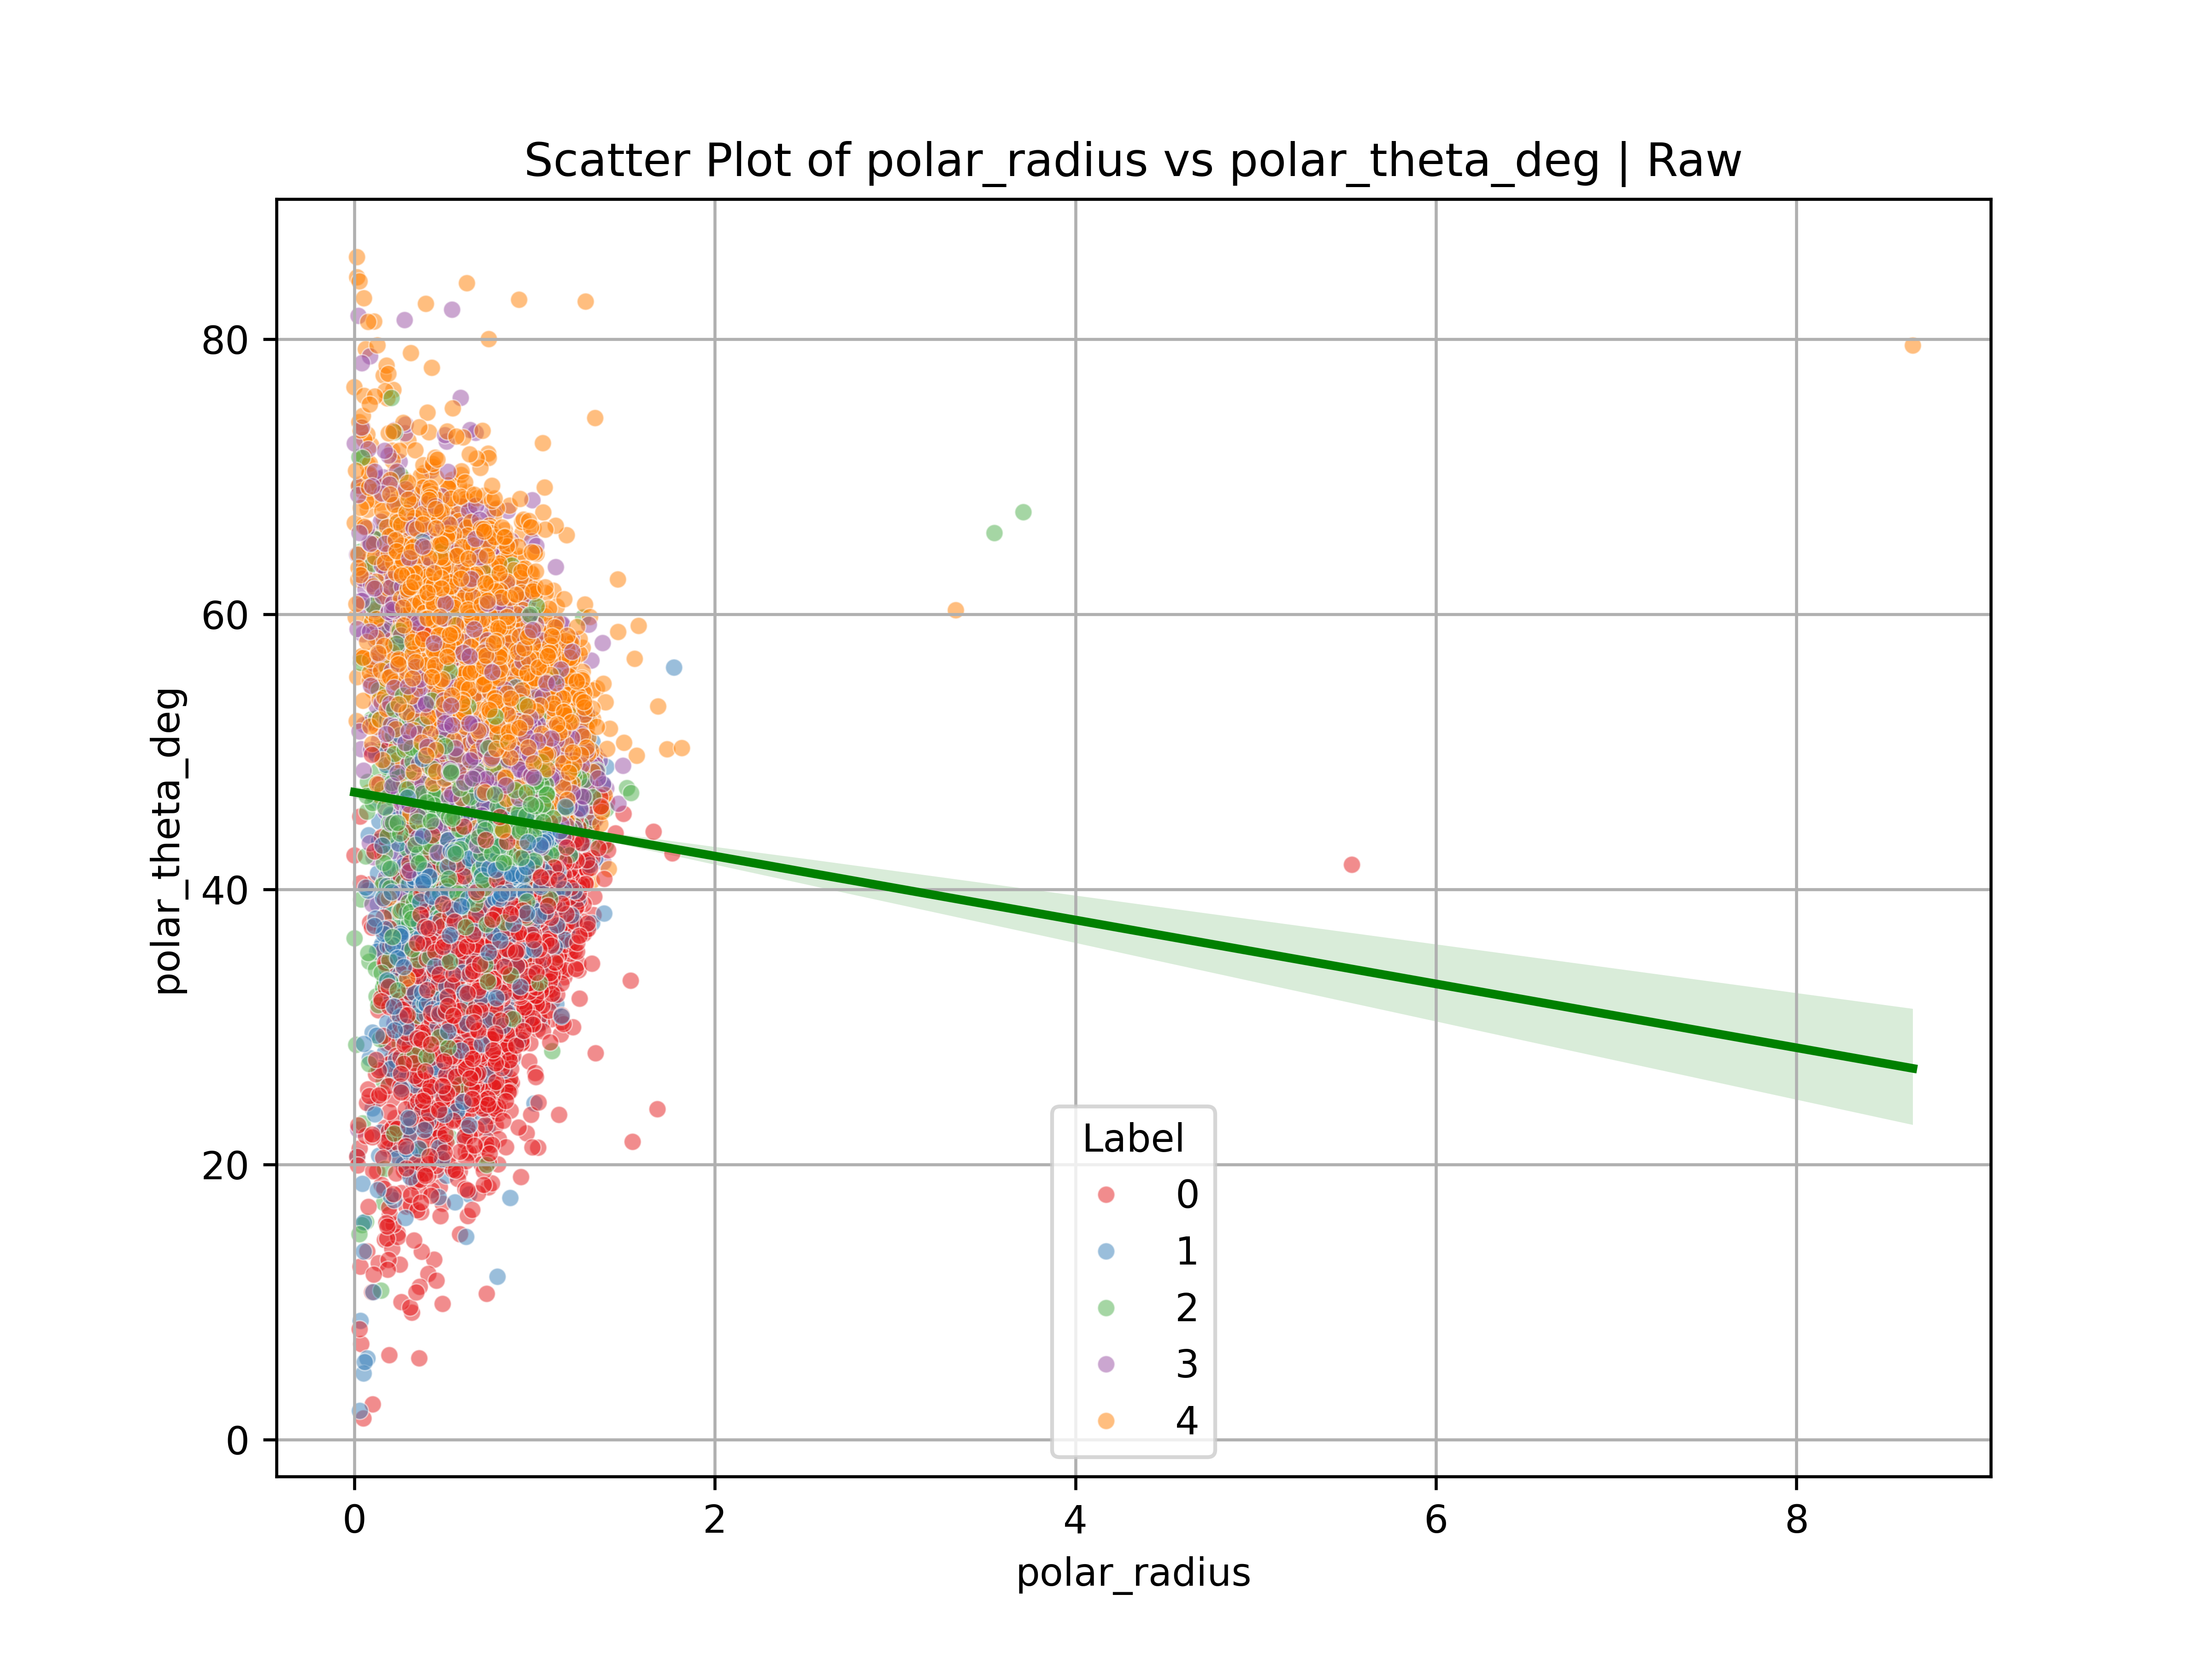 Scatter Plot of polar_radius vs polar_theta_deg | Raw
polar_theta_deg
80
60
40
20
0
Label
0
1
2
3
4
0 2 4 6 8
polar_radius